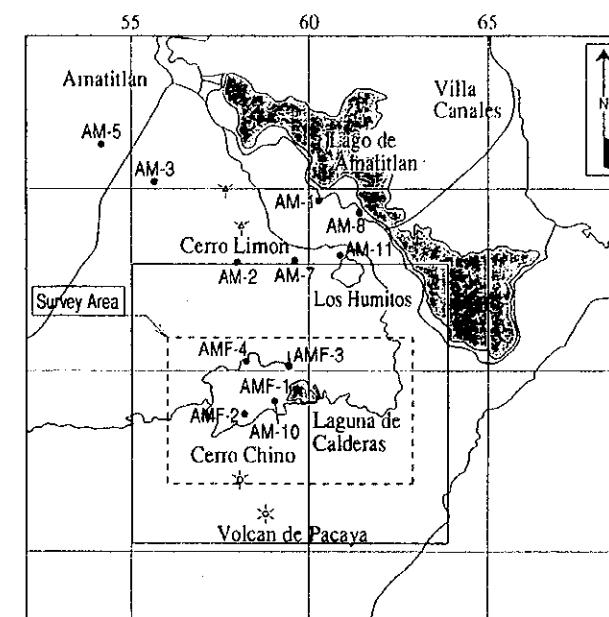 55 60 65
Amatitlan
Villa
Canales
N
AM-5
Lago de
Amatitlan
AM-3
AM-1
AM-8
Cerro Limon
AM-11
AM-2
AM-7
Los Humitos
Survey Area
AMF-4
AMF-3
AMF-1
AMF-2
AM-10
Laguna de
Calderas
Cerro Chino
Volcan de Pacaya